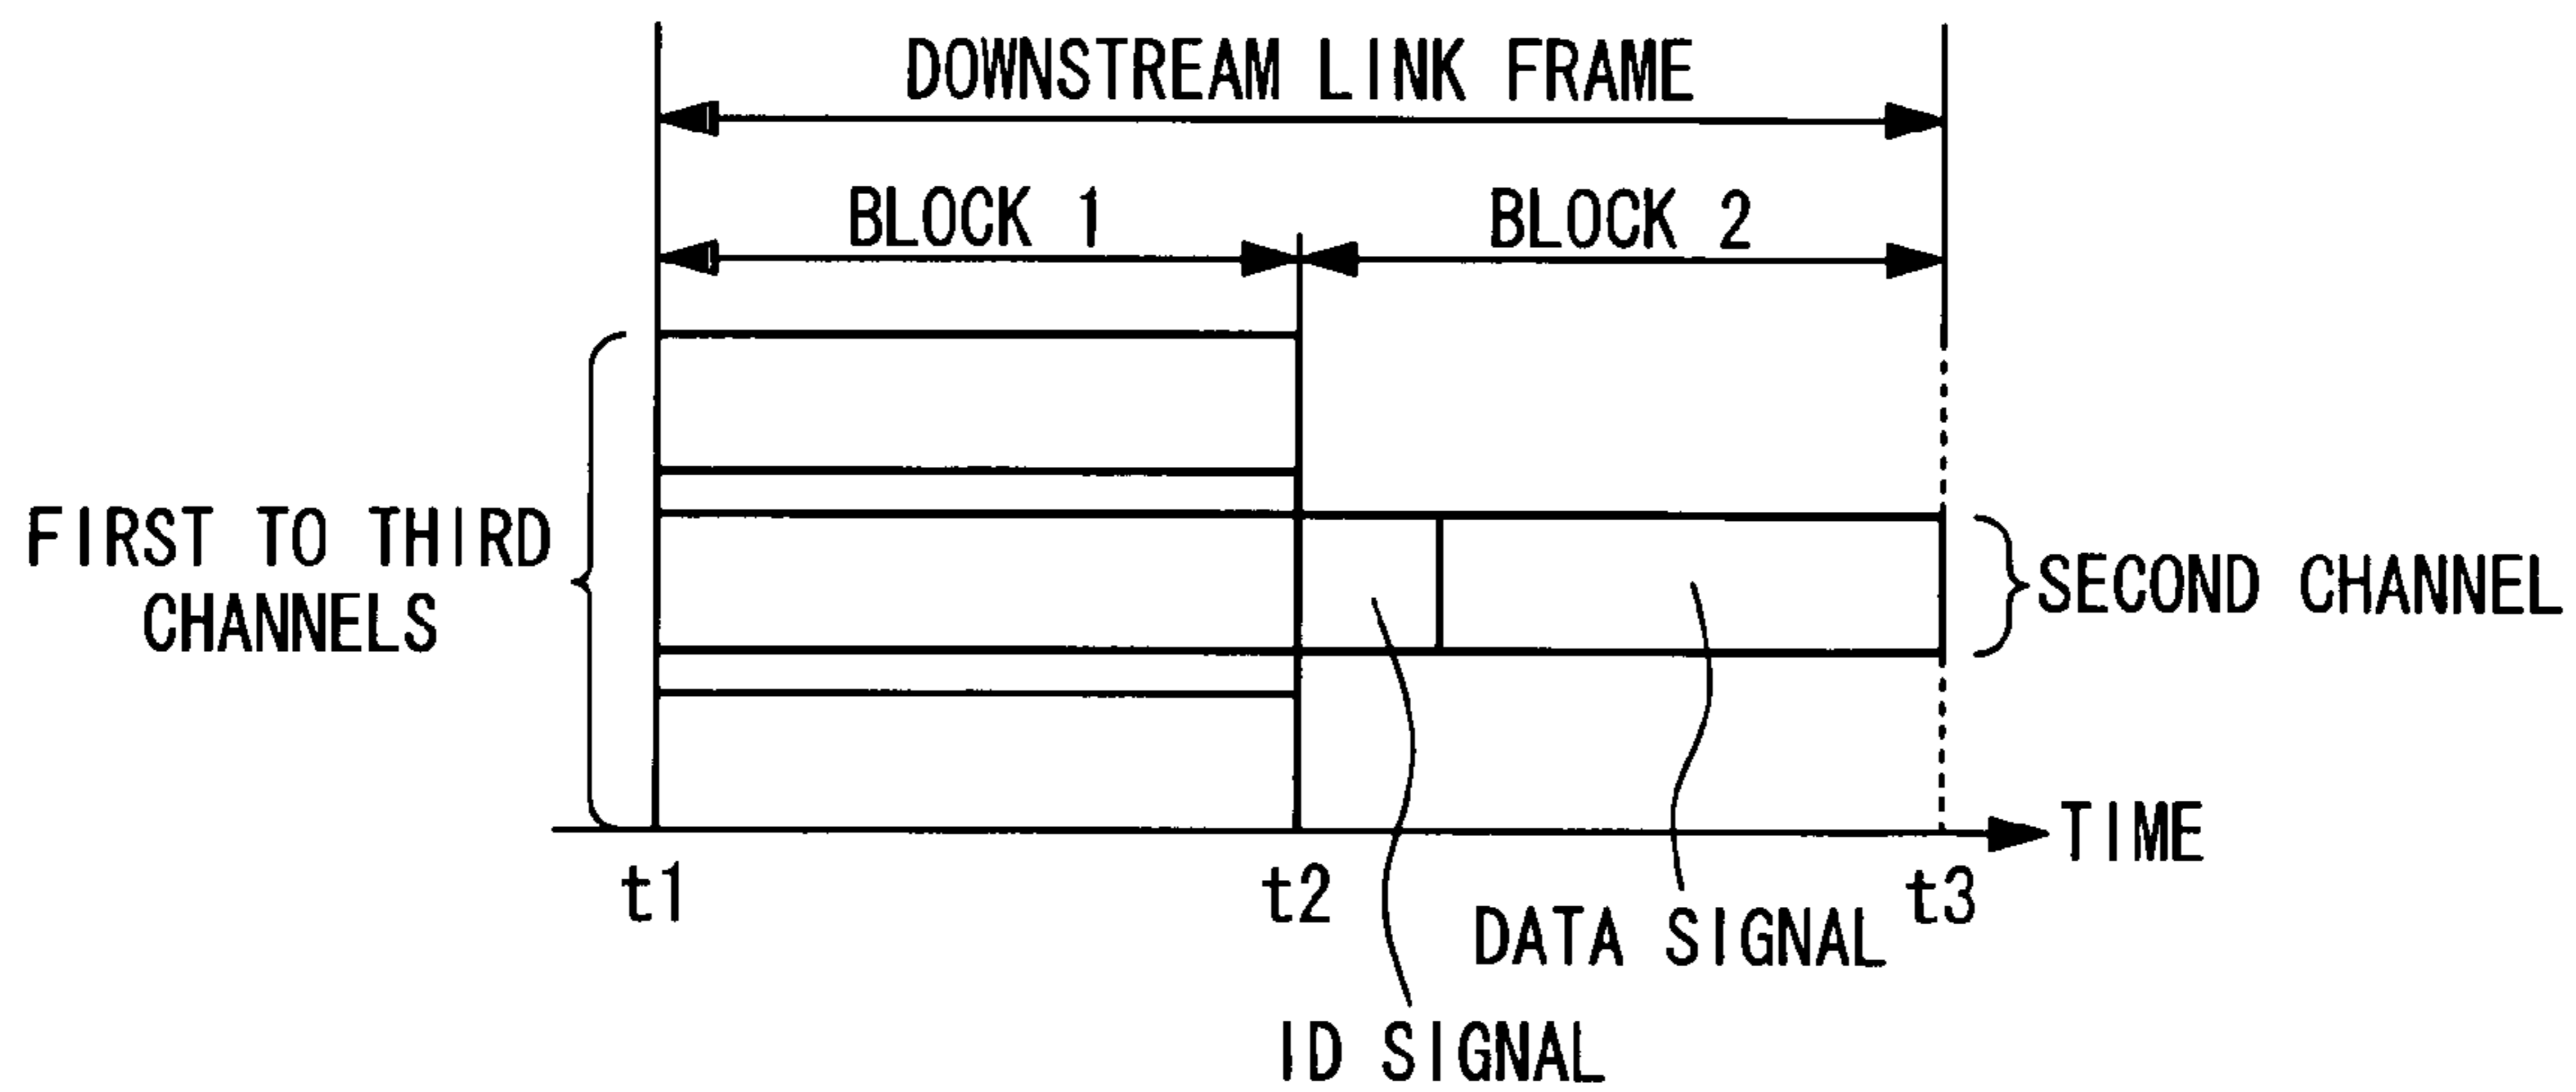 DOWNSTREAM LINK FRAME
BLOCK 1
BLOCK 2
FIRST TO THIRD
CHANNELS
SECOND CHANNEL
TIME
t1
t2
t3
DATA SIGNAL
ID SIGNAL